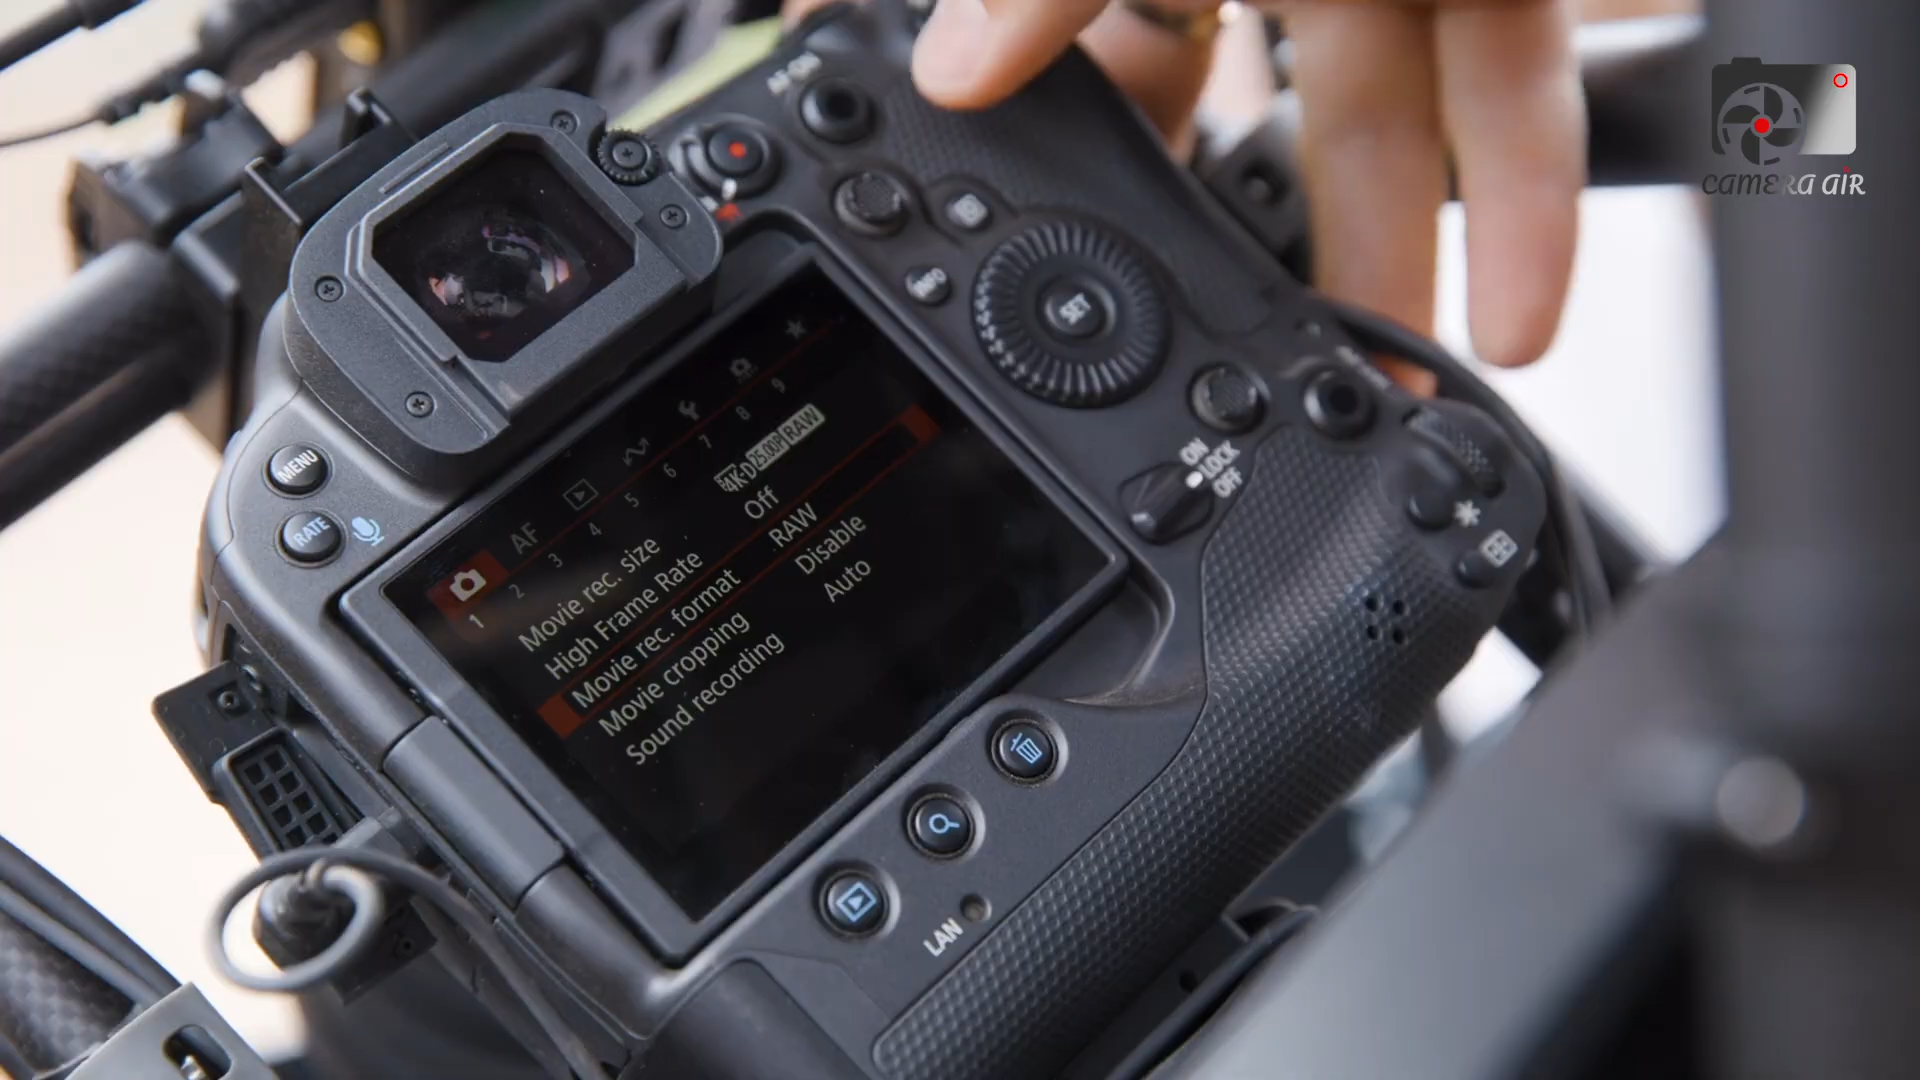 CAMERA AIR
AF-ON
INFO
SET
MENU
RATE
ON
LOCK
OFF
AF
1 2 3 4 5 6 7 8 9
Movie rec. size 4K-D 25.00P RAW
High Frame Rate Off
Movie rec. format RAW
Movie cropping Disable
Sound recording Auto
LAN